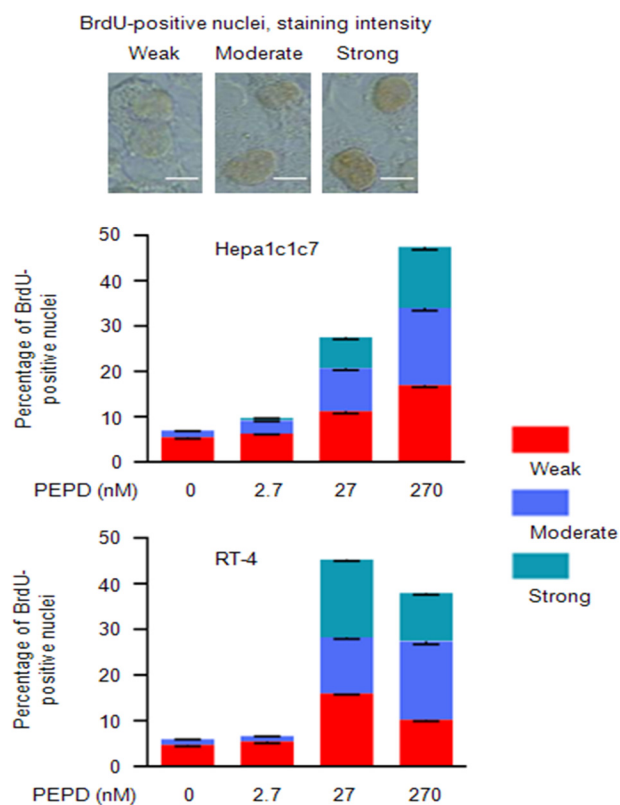 BrdU-positive nuclei, staining intensity
Weak Moderate Strong
Percentage of BrdU-
positive nuclei
50
40
30
20
10
0
Hepa1c1c7
PEPD (nM) 0 2.7 27 270
Weak
Moderate
Strong
Percentage of BrdU-
positive nuclei
50
40
30
20
10
0
RT-4
PEPD (nM) 0 2.7 27 270